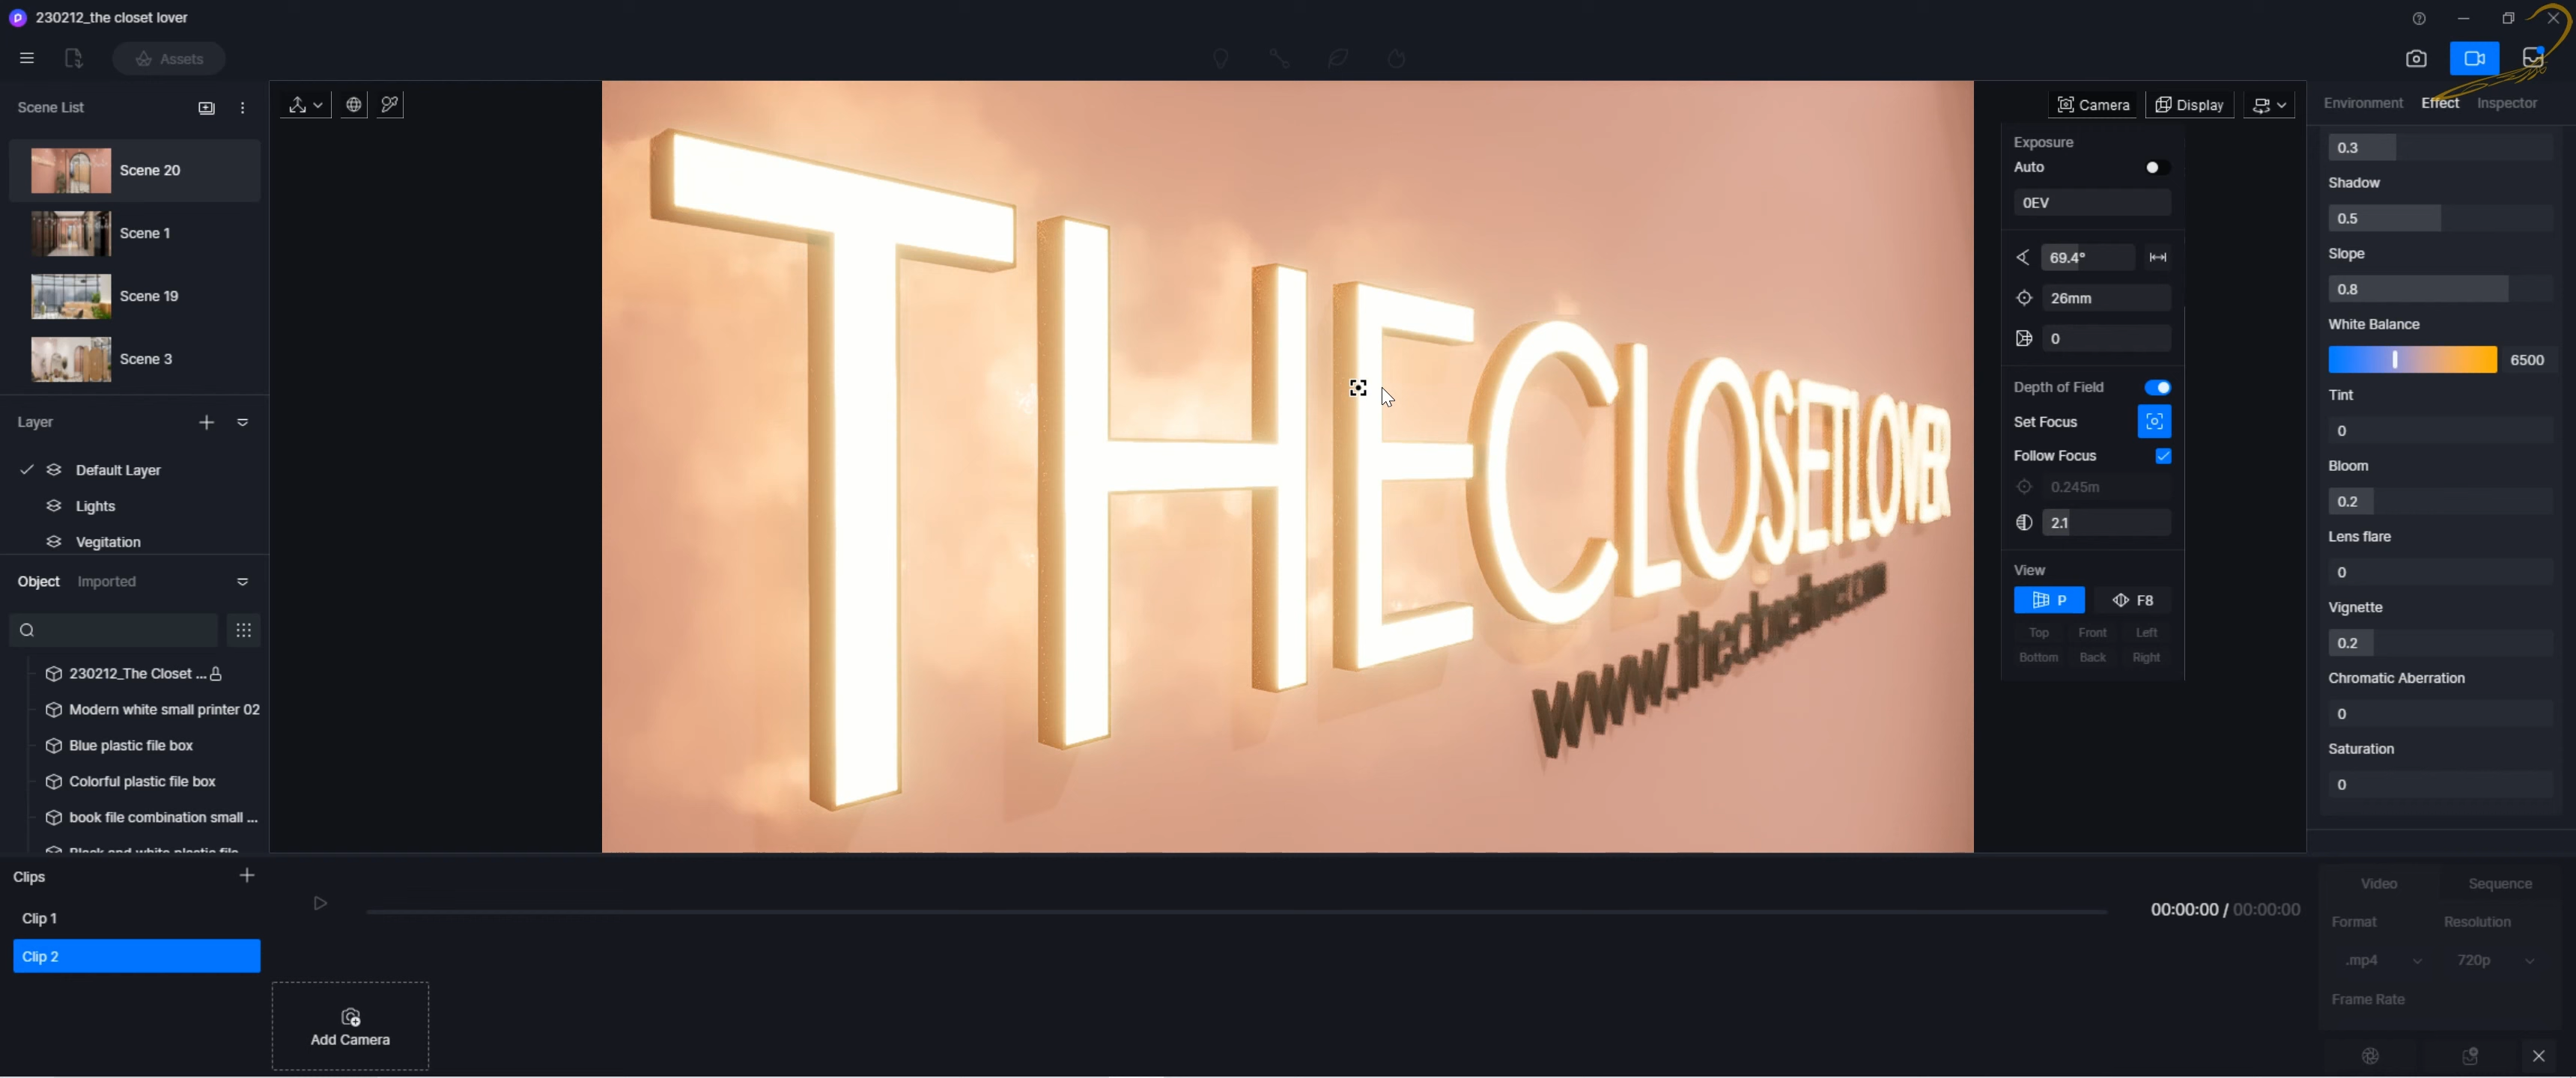 230212_the closet lover
Assets
Scene List
Scene 20
Scene 1
Scene 19
Scene 3
Layer
Default Layer
Lights
Vegitation
Object Imported
230212_The Closet ...
Modern white small printer 02
Blue plastic file box
Colorful plastic file box
book file combination small ...
Black and white plastic file
THECLOSETLOVER
Camera Display
Exposure
Auto
0EV
69.4°
26mm
0
Depth of Field
Set Focus
Follow Focus
0.245m
2.1
View
P F8
Top Front Left
Bottom Back Right
Environment Effect Inspector
0.3
Shadow
0.5
Slope
0.8
White Balance
6500
Tint
0
Bloom
0.2
Lens flare
0
Vignette
0.2
Chromatic Aberration
0
Saturation
0
Clips
Clip 1
Clip 2
Add Camera
00:00:00 / 00:00:00
Video Sequence
Format Resolution
.mp4 720p
Frame Rate